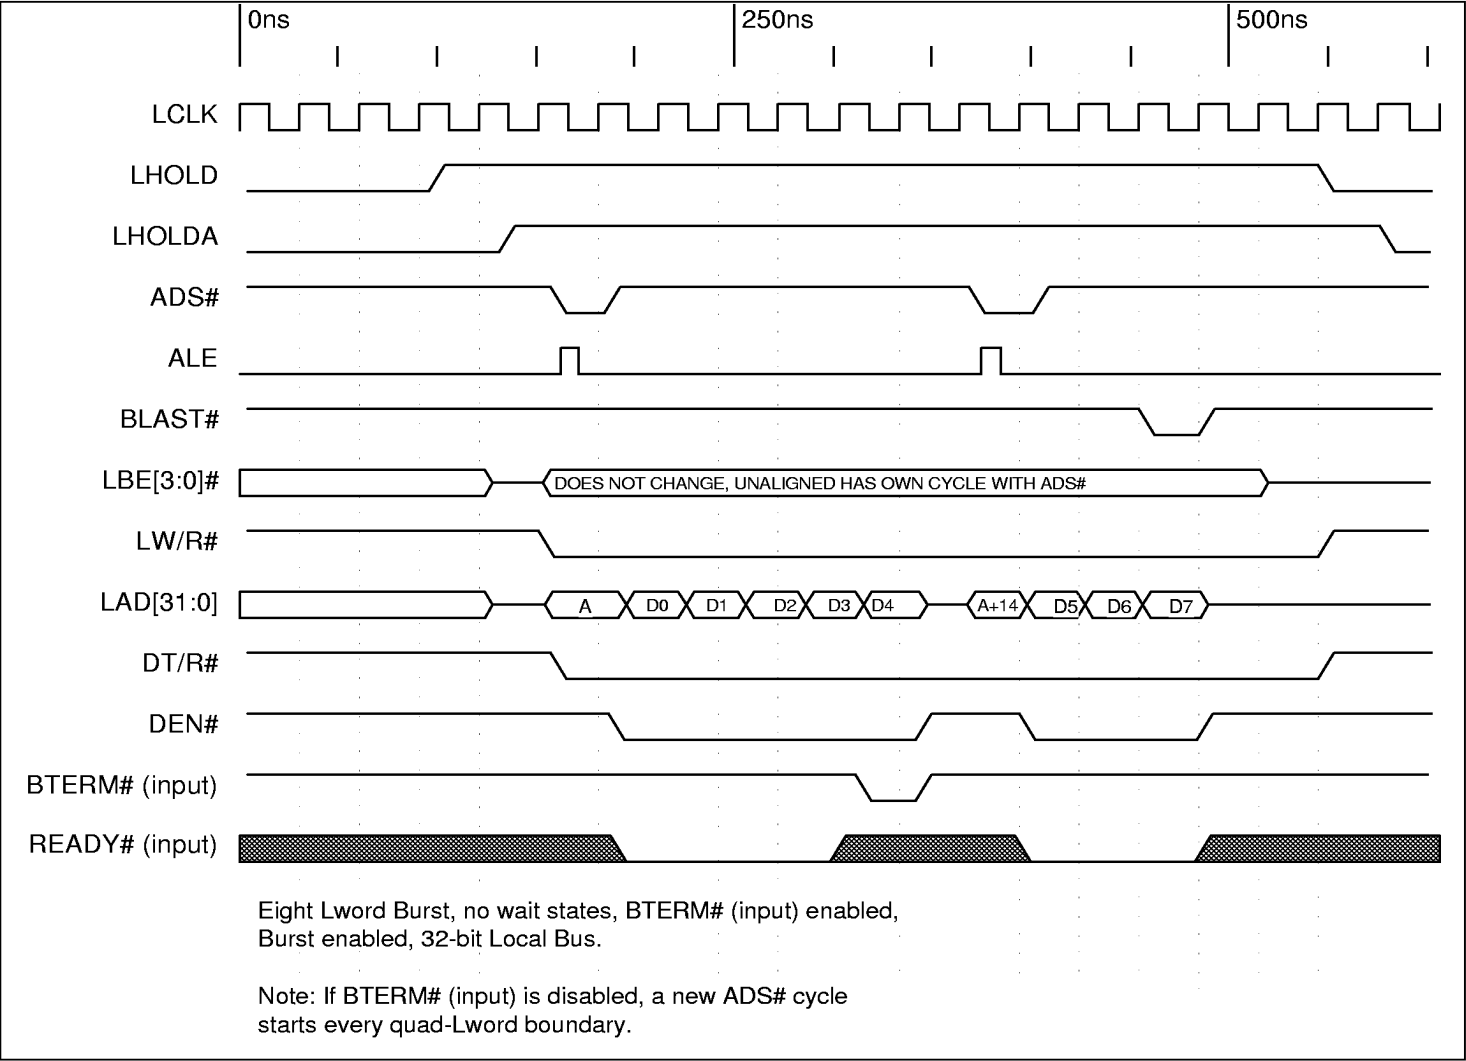 0ns 250ns 500ns
LCLK
LHOLD
LHOLDA
ADS#
ALE
BLAST#
LBE[3:0]# DOES NOT CHANGE, UNALIGNED HAS OWN CYCLE WITH ADS#
LW/R#
LAD[31:0] A D0 D1 D2 D3 D4 A+14 D5 D6 D7
DT/R#
DEN#
BTERM# (input)
READY# (input)
Eight Lword Burst, no wait states, BTERM# (input) enabled,
Burst enabled, 32-bit Local Bus.
Note: If BTERM# (input) is disabled, a new ADS# cycle
starts every quad-Lword boundary.